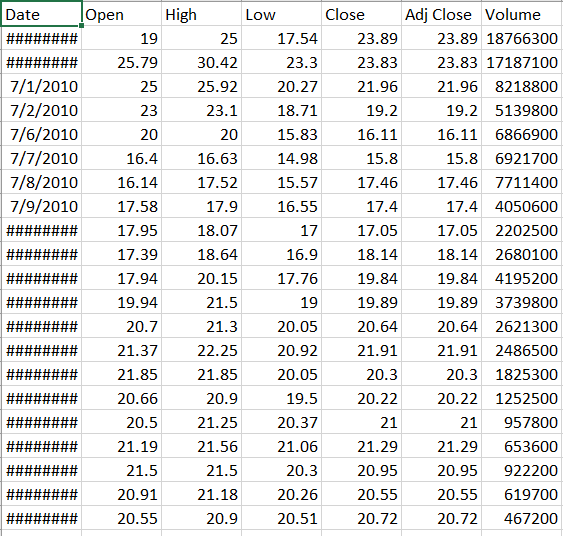 Date Open High Low Close Adj Close Volume
######## 19 25 17.54 23.89 23.89 18766300
######## 25.79 30.42 23.3 23.83 23.83 17187100
7/1/2010 25 25.92 20.27 21.96 21.96 8218800
7/2/2010 23 23.1 18.71 19.2 19.2 5139800
7/6/2010 20 20 15.83 16.11 16.11 6866900
7/7/2010 16.4 16.63 14.98 15.8 15.8 6921700
7/8/2010 16.14 17.52 15.57 17.46 17.46 7711400
7/9/2010 17.58 17.9 16.55 17.4 17.4 4050600
######## 17.95 18.07 17 17.05 17.05 2202500
######## 17.39 18.64 16.9 18.14 18.14 2680100
######## 17.94 20.15 17.76 19.84 19.84 4195200
######## 19.94 21.5 19 19.89 19.89 3739800
######## 20.7 21.3 20.05 20.64 20.64 2621300
######## 21.37 22.25 20.92 21.91 21.91 2486500
######## 21.85 21.85 20.05 20.3 20.3 1825300
######## 20.66 20.9 19.5 20.22 20.22 1252500
######## 20.5 21.25 20.37 21 21 957800
######## 21.19 21.56 21.06 21.29 21.29 653600
######## 21.5 21.5 20.3 20.95 20.95 922200
######## 20.91 21.18 20.26 20.55 20.55 619700
######## 20.55 20.9 20.51 20.72 20.72 467200